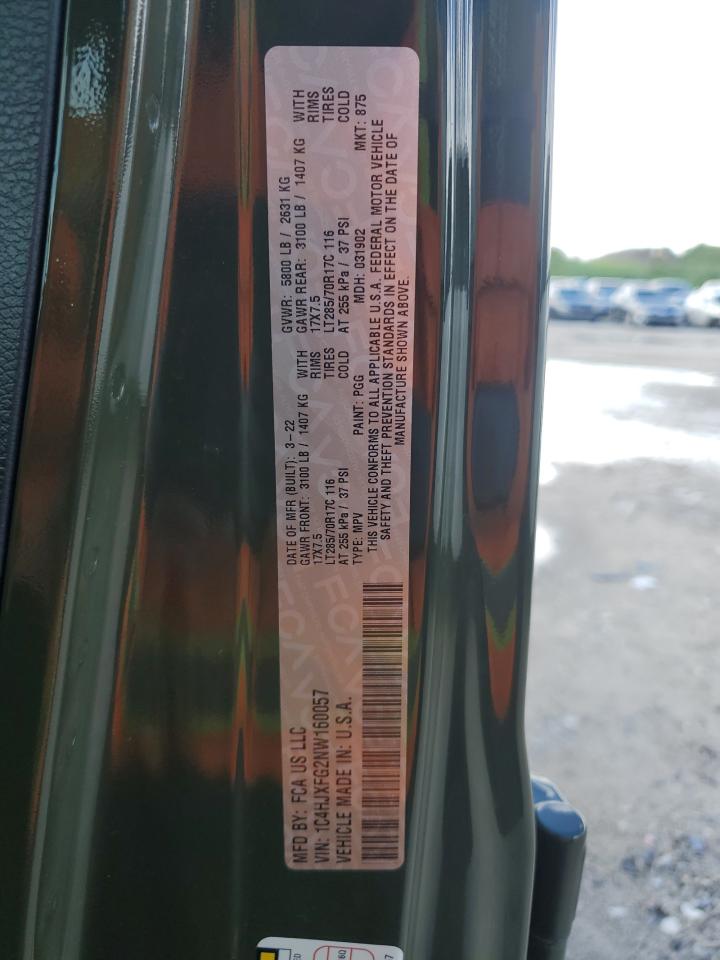 MFD BY: FCA US LLC
VIN: 1C4HJXFG2NW160057
VEHICLE MADE IN: U.S.A.
DATE OF MFR (BUILT): 3-22 GVWR: 5800 LB / 2631 KG
GAWR FRONT: 3100 LB / 1407 KG WITH GAWR REAR: 3100 LB / 1407 KG WITH
17X7.5 RIMS 17X7.5 RIMS
LT285/70R17C 116 TIRES LT285/70R17C 116 TIRES
AT 255 kPa / 37 PSI COLD AT 255 kPa / 37 PSI COLD
TYPE: MPV PAINT: PGG MDH: 031902 MKT: 875
THIS VEHICLE CONFORMS TO ALL APPLICABLE U.S.A. FEDERAL MOTOR VEHICLE
SAFETY AND THEFT PREVENTION STANDARDS IN EFFECT ON THE DATE OF
MANUFACTURE SHOWN ABOVE.